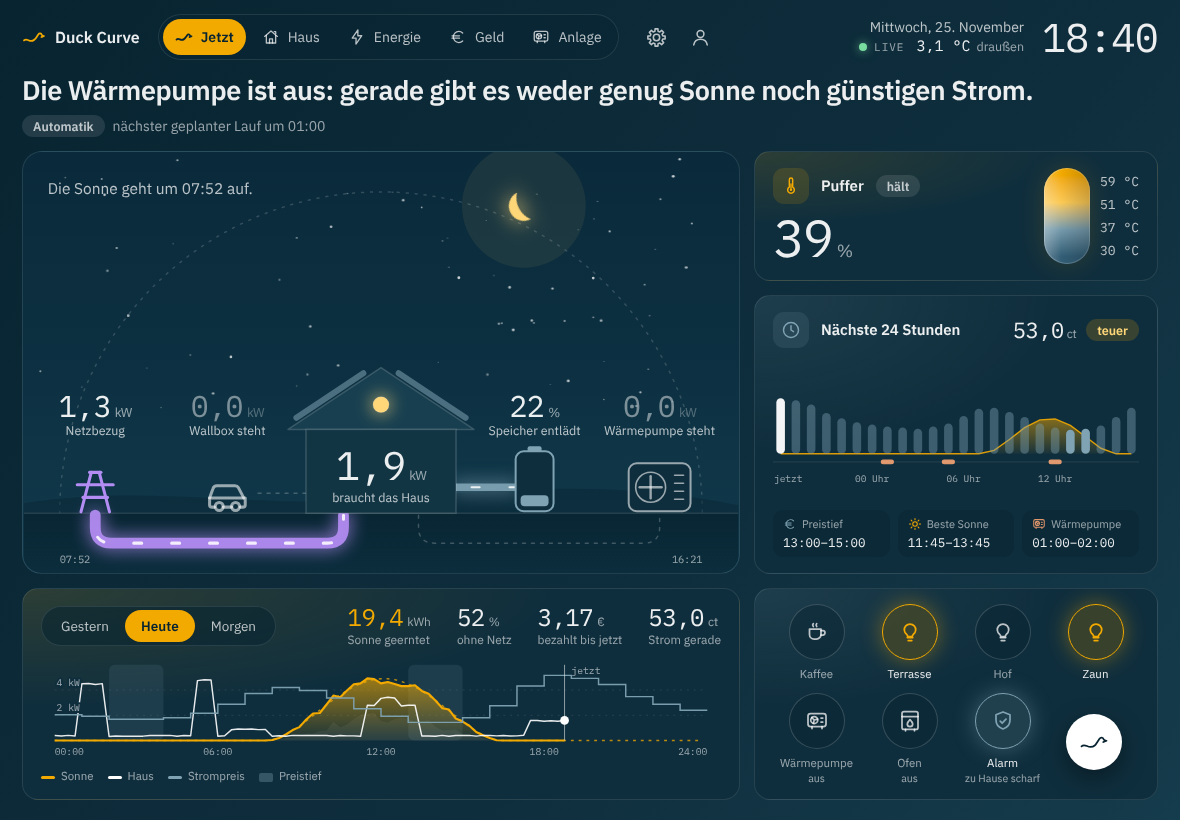 Duck Curve
Jetzt
Haus
Energie
Geld
Anlage
Mittwoch, 25. November
LIVE 3,1 °C draußen
18:40
Die Wärmepumpe ist aus: gerade gibt es weder genug Sonne noch günstigen Strom.
Automatik nächster geplanter Lauf um 01:00
Die Sonne geht um 07:52 auf.
1,3 kW
Netzbezug
0,0 kW
Wallbox steht
22 %
Speicher entlädt
0,0 kW
Wärmepumpe steht
1,9 kW
braucht das Haus
07:52
16:21
Puffer hält
39 %
59 °C
51 °C
37 °C
30 °C
Nächste 24 Stunden
53,0 ct teuer
jetzt 00 Uhr 06 Uhr 12 Uhr
Preistief
13:00–15:00
Beste Sonne
11:45–13:45
Wärmepumpe
01:00–02:00
Gestern Heute Morgen
19,4 kWh
Sonne geerntet
52 %
ohne Netz
3,17 €
bezahlt bis jetzt
53,0 ct
Strom gerade
jetzt
4 kW
2 kW
00:00 06:00 12:00 18:00 24:00
Sonne Haus Strompreis Preistief
Kaffee
Terrasse
Hof
Zaun
Wärmepumpe
aus
Ofen
aus
Alarm
zu Hause scharf